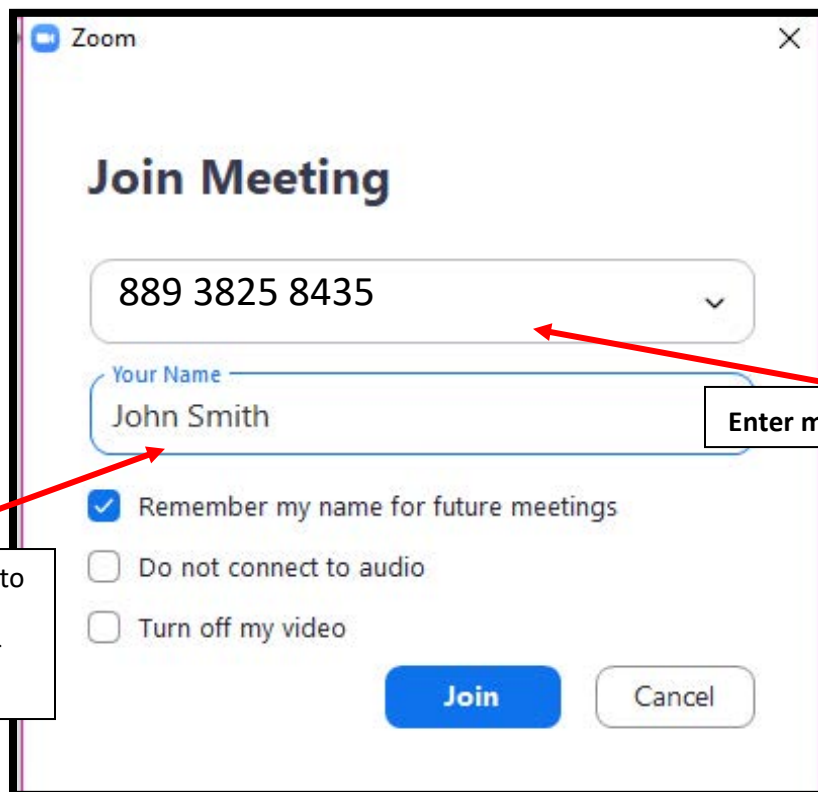 Zoom
Join Meeting
889 3825 8435
Your Name
John Smith
Enter
Remember my name for future meetings
to
Do not connect to audio
Turn off my video
Join
Cancel